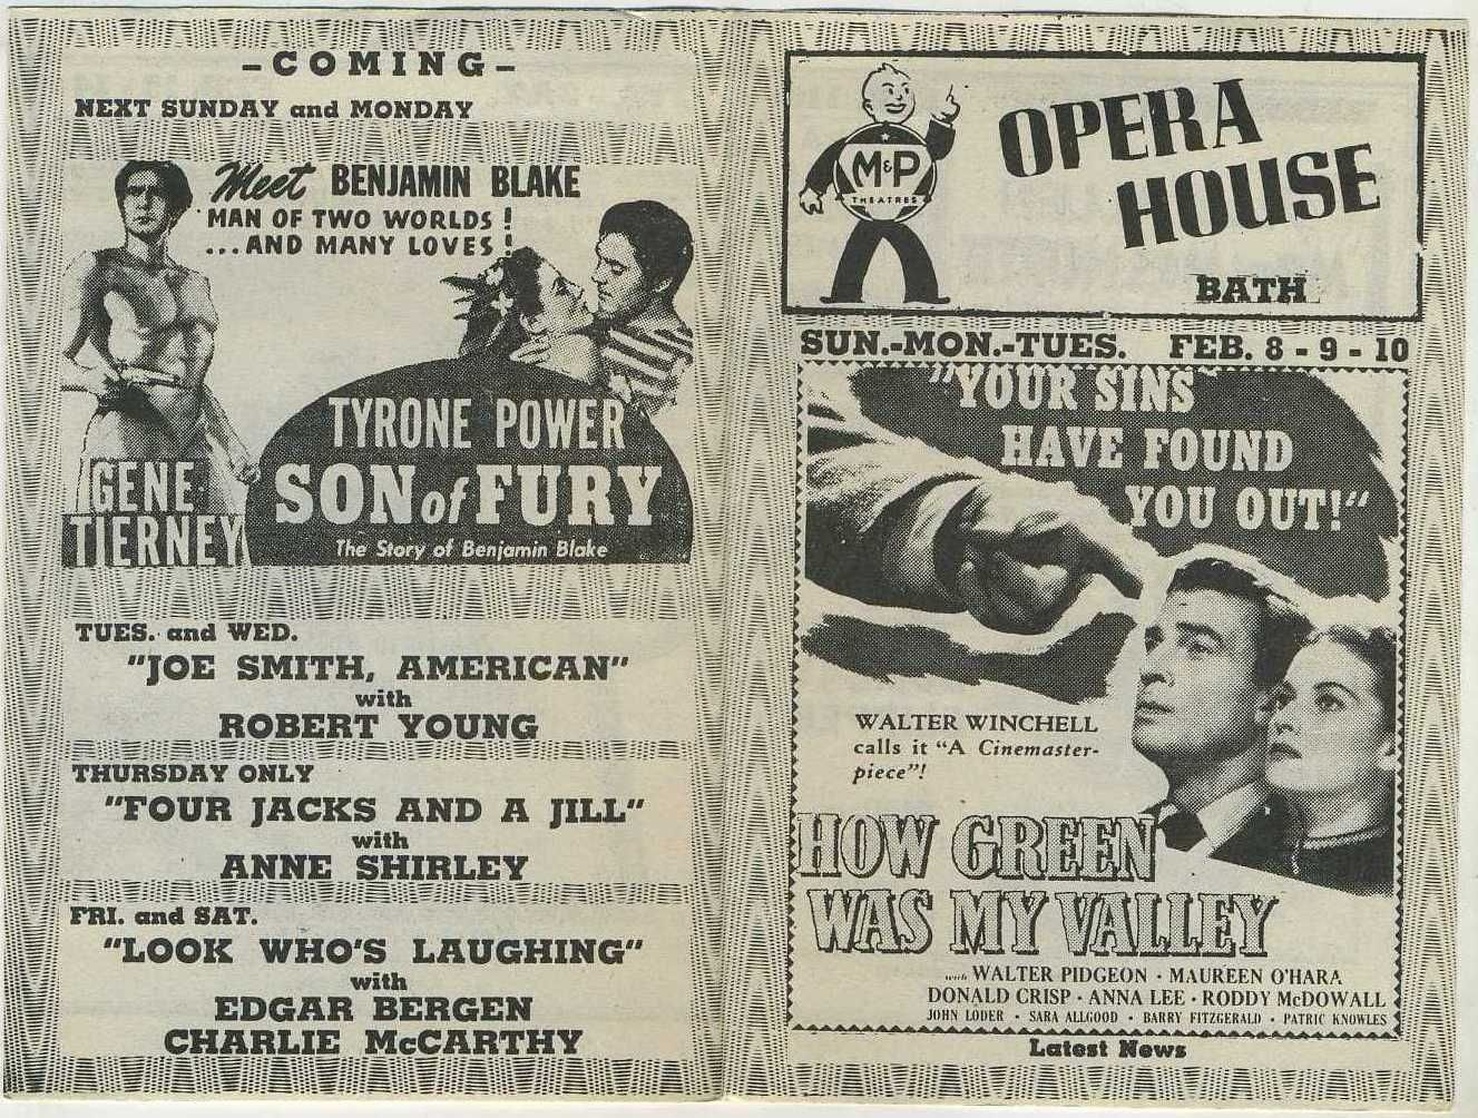 -COMING-
NEXT SUNDAY and MONDAY
Meet BENJAMIN BLAKE
MAN OF TWO WORLDS!
...AND MANY LOVES!
TYRONE POWER
GENE
TIERNEY
SON of FURY
The Story of Benjamin Blake
TUES. and WED.
"JOE SMITH, AMERICAN"
with
ROBERT YOUNG
THURSDAY ONLY
"FOUR JACKS AND A JILL"
with
ANNE SHIRLEY
FRI. and SAT.
"LOOK WHO'S LAUGHING"
with
EDGAR BERGEN
CHARLIE McCARTHY
M&P
THEATRES
OPERA
HOUSE
BATH
SUN.-MON.-TUES. FEB. 8 - 9 - 10
"YOUR SINS
HAVE FOUND
YOU OUT!"
WALTER WINCHELL
calls it "A Cinemaster-
piece"!
HOW GREEN
WAS MY VALLEY
with WALTER PIDGEON · MAUREEN O'HARA
DONALD CRISP · ANNA LEE · RODDY McDOWALL
JOHN LODER · SARA ALLGOOD · BARRY FITZGERALD · PATRIC KNOWLES
Latest News